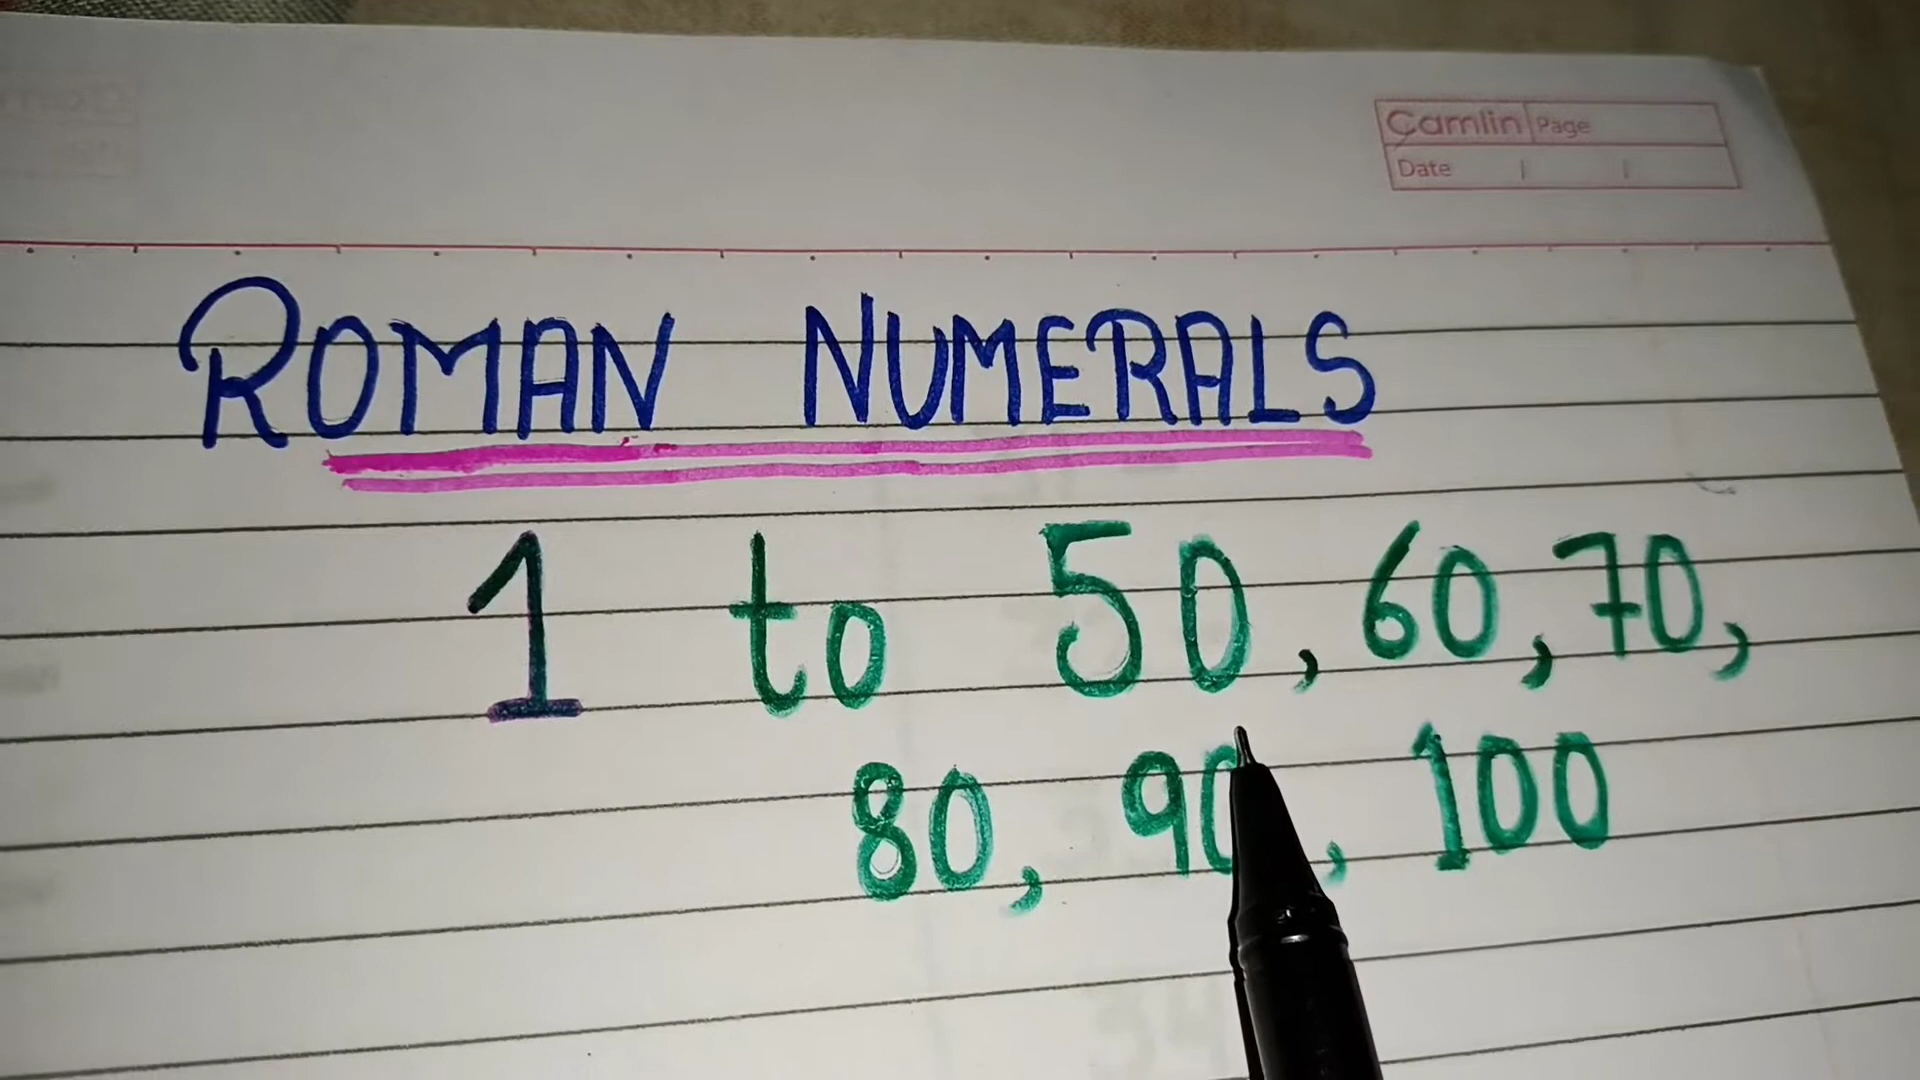 Camlin Page
Date / /
ROMAN NUMERALS
1 to 50, 60, 70,
80, 90, 100